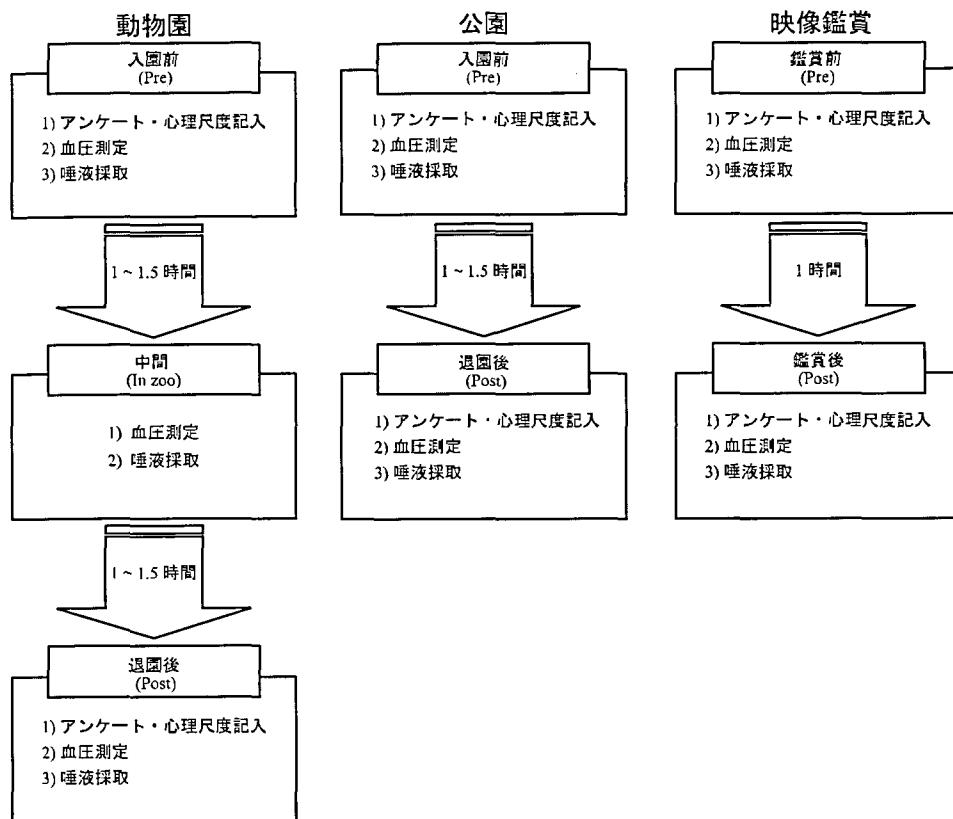 動物園
入園前
(Pre)
1) アンケート・心理尺度記入
2) 血圧測定
3) 唾液採取
1 ~ 1.5 時間
中間
(In zoo)
1) 血圧測定
2) 唾液採取
1 ~ 1.5 時間
退園後
(Post)
1) アンケート・心理尺度記入
2) 血圧測定
3) 唾液採取
公園
入園前
(Pre)
1) アンケート・心理尺度記入
2) 血圧測定
3) 唾液採取
1 ~ 1.5 時間
退園後
(Post)
1) アンケート・心理尺度記入
2) 血圧測定
3) 唾液採取
映像鑑賞
鑑賞前
(Pre)
1) アンケート・心理尺度記入
2) 血圧測定
3) 唾液採取
1 時間
鑑賞後
(Post)
1) アンケート・心理尺度記入
2) 血圧測定
3) 唾液採取